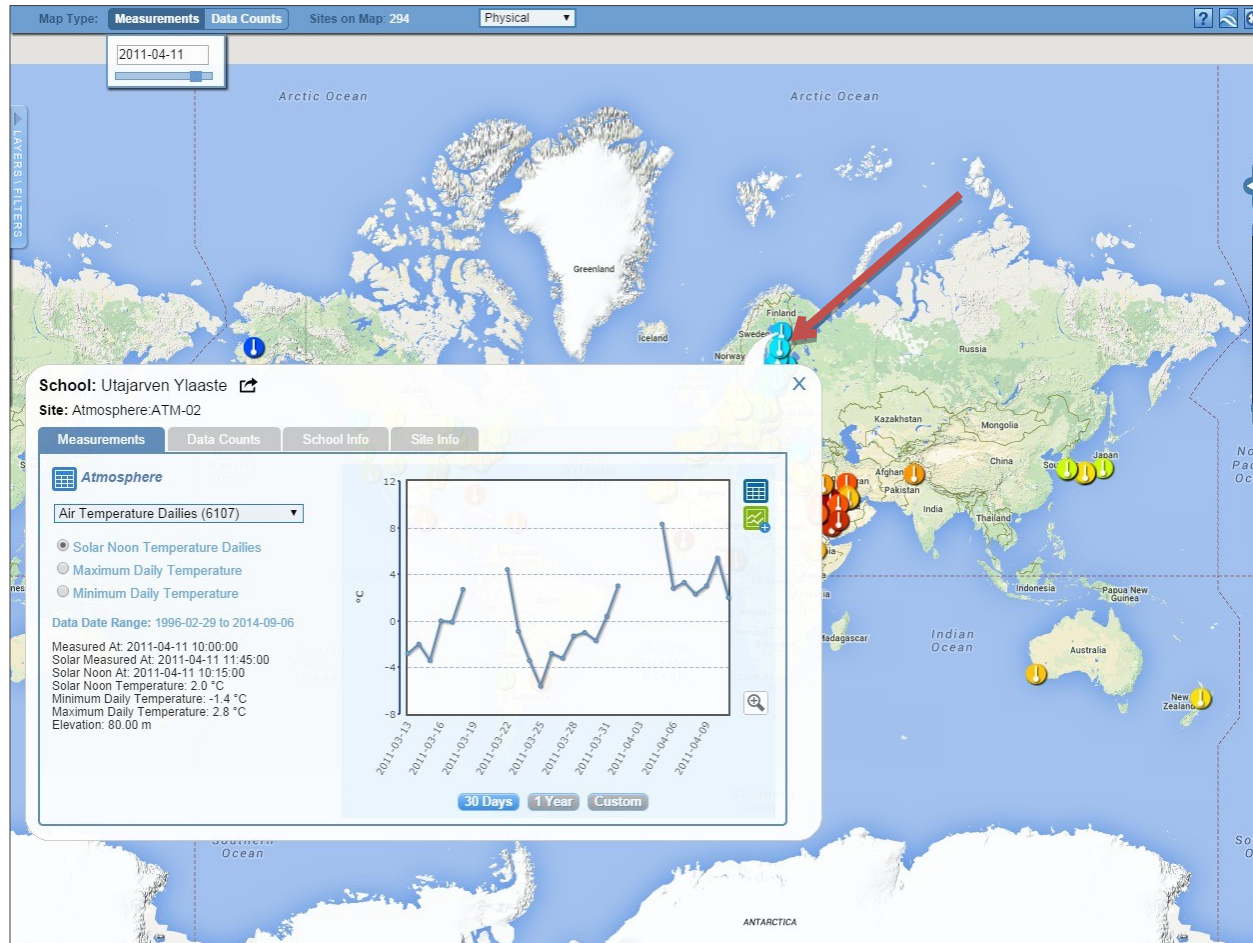 Map Type: Measurements Data Counts Sites on Map: 294 Physical
?
2011-04-11
Arctic Ocean
Arctic Ocean
LAYERS \ FILTERS
Greenland
Finland
Iceland
Norway
Russia
School: Utajarven Ylaaste
X
Site: Atmosphere:ATM-02
Measurements Data Counts School Info Site Info
Kazakhstan
Mongolia
China
Japan
Pakistan
India
Thailand
Atmosphere
Air Temperature Dailies (6107)
Solar Noon Temperature Dailies
Maximum Daily Temperature
Minimum Daily Temperature
Data Date Range: 1996-02-29 to 2014-09-06
Measured At: 2011-04-11 10:00:00
Solar Measured At: 2011-04-11 11:45:00
Solar Noon At: 2011-04-11 10:15:00
Solar Noon Temperature: 2.0 °C
Minimum Daily Temperature: -1.4 °C
Maximum Daily Temperature: 2.8 °C
Elevation: 80.00 m
12
8
4
0
-4
-8
°C
2011-03-13
2011-03-16
2011-03-19
2011-03-22
2011-03-25
2011-03-28
2011-03-31
2011-04-03
2011-04-06
2011-04-09
30 Days 1 Year Custom
Indonesia
Papua New
Guinea
Indian
Ocean
Australia
New
Zealand
Southern
Ocean
ANTARCTICA